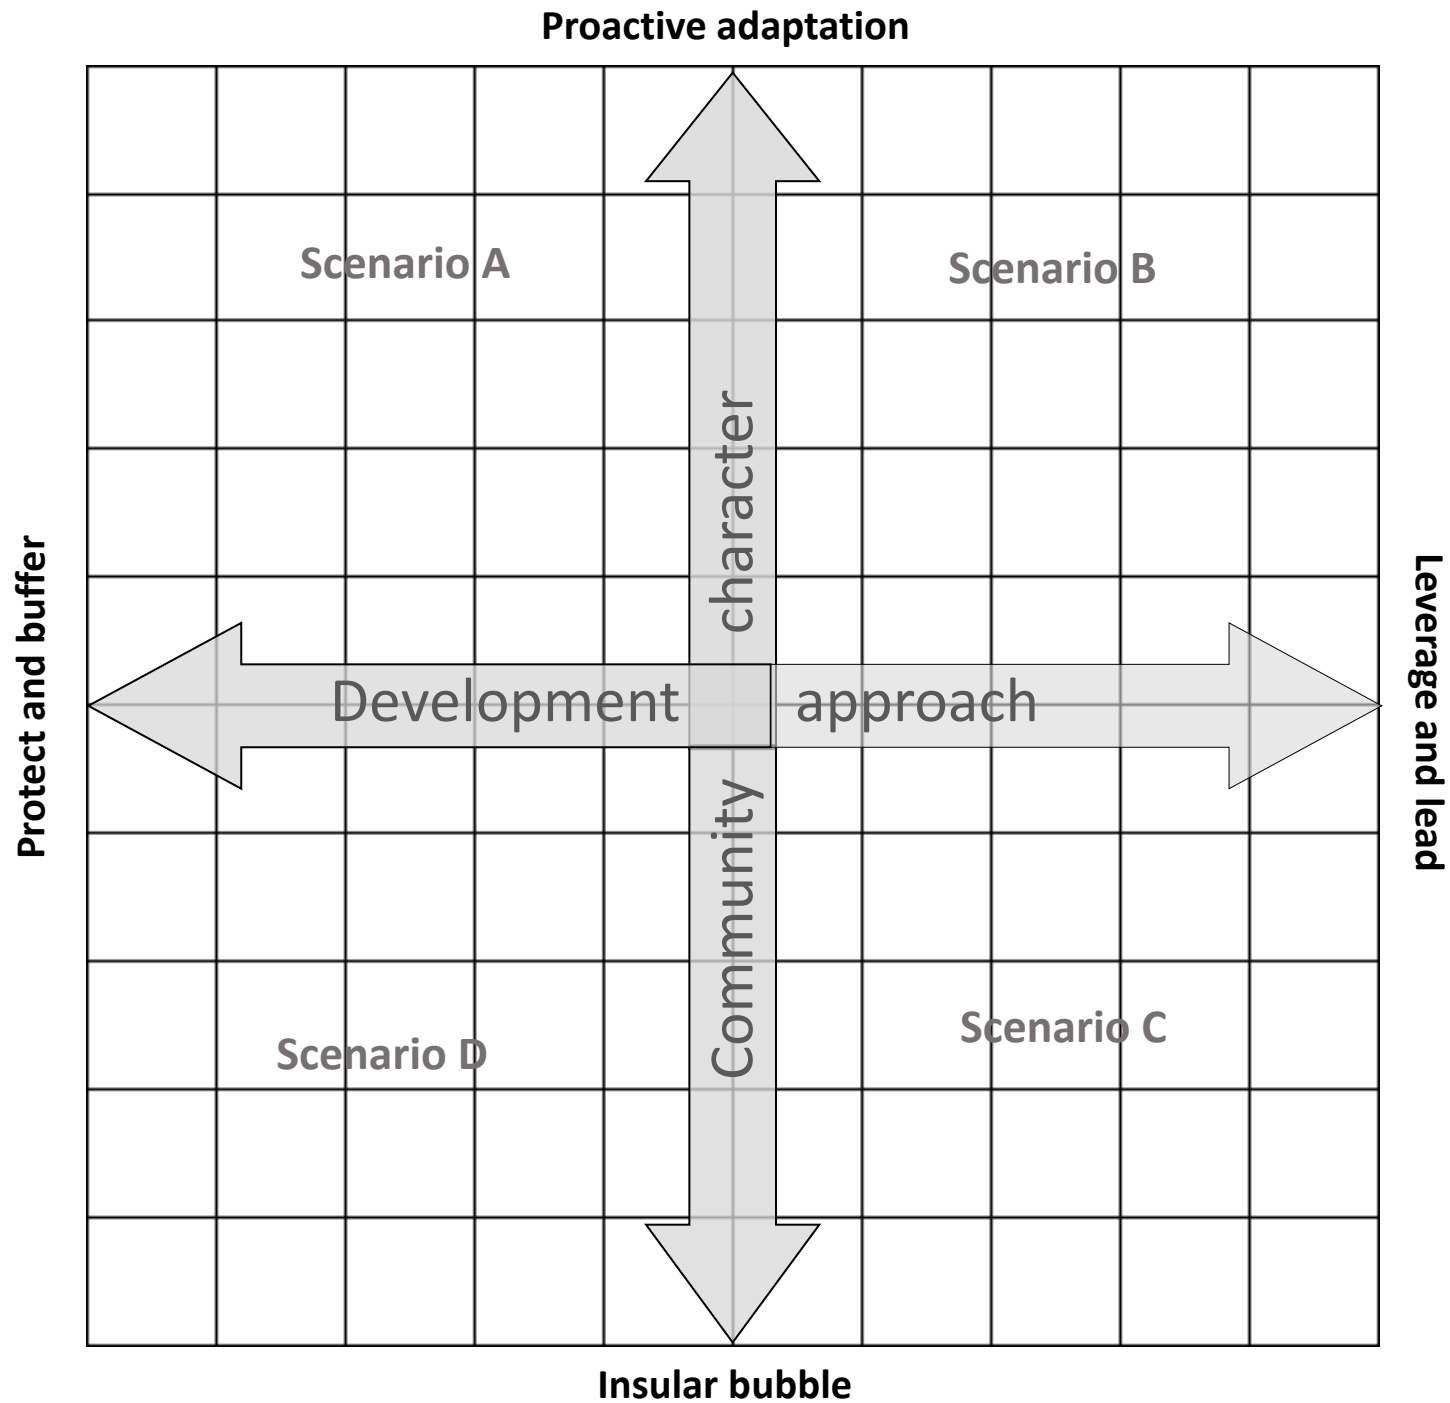 Proactive adaptation
Scenario A
Scenario B
Community character
Protect and buffer
Development approach
Leverage and lead
Scenario C
Scenario D
Insular bubble